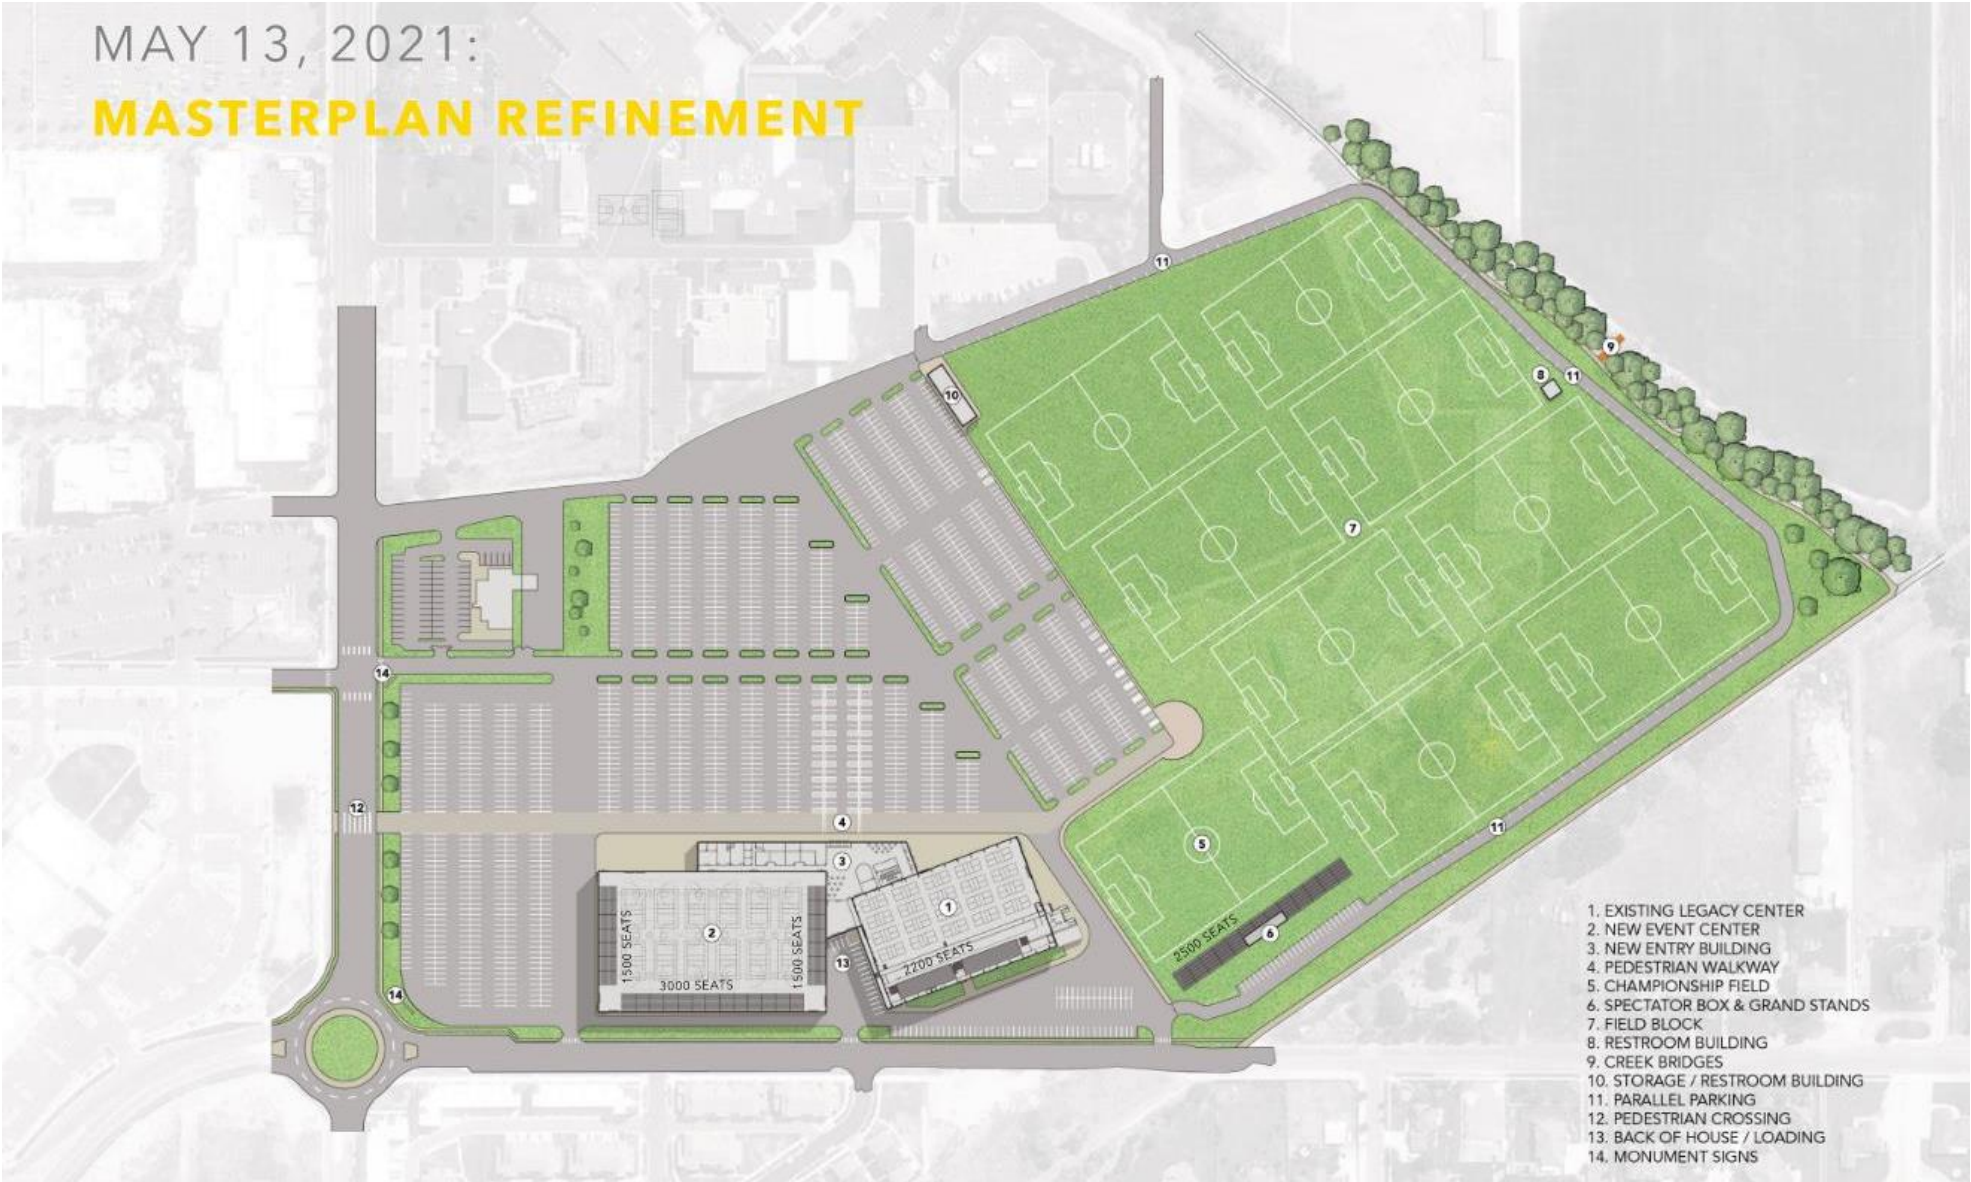 MAY 13, 2021:
MASTERPLAN REFINEMENT
11
9
8
11
10
7
14
12
4
5
3
11
1
2
6
13
14
1500 SEATS
3000 SEATS
1500 SEATS
2200 SEATS
2500 SEATS
1. EXISTING LEGACY CENTER
2. NEW EVENT CENTER
3. NEW ENTRY BUILDING
4. PEDESTRIAN WALKWAY
5. CHAMPIONSHIP FIELD
6. SPECTATOR BOX & GRAND STANDS
7. FIELD BLOCK
8. RESTROOM BUILDING
9. CREEK BRIDGES
10. STORAGE / RESTROOM BUILDING
11. PARALLEL PARKING
12. PEDESTRIAN CROSSING
13. BACK OF HOUSE / LOADING
14. MONUMENT SIGNS